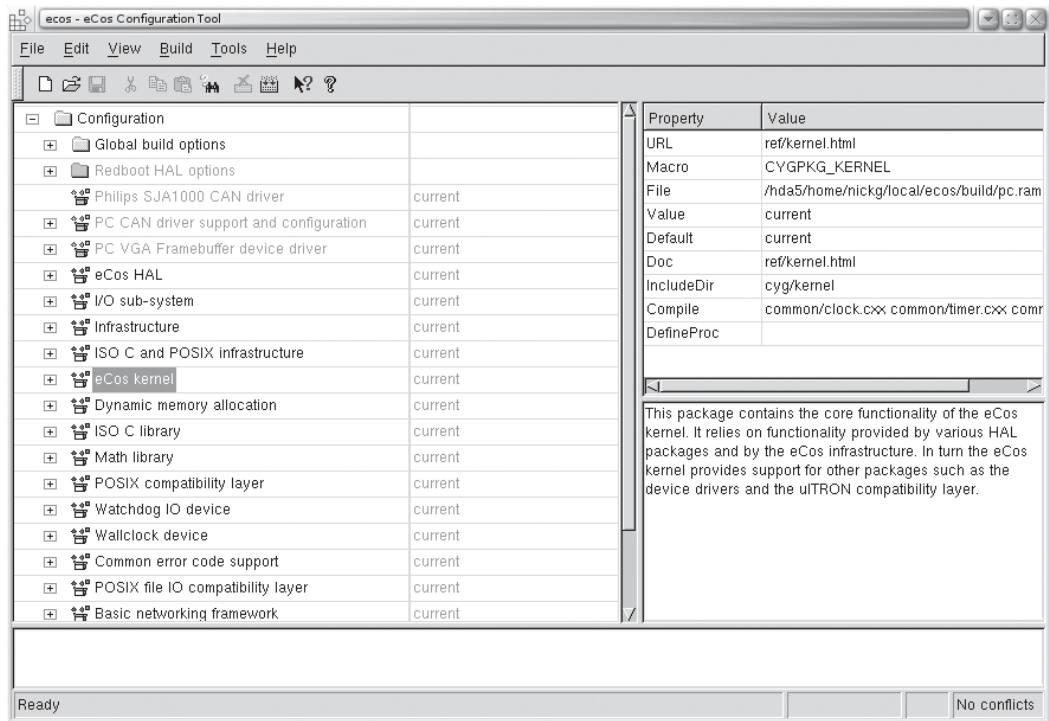 ecos - eCos Configuration Tool
File Edit View Build Tools Help
Configuration
Global build options
Redboot HAL options
Philips SJA1000 CAN driver current
PC CAN driver support and configuration current
PC VGA Framebuffer device driver current
eCos HAL current
I/O sub-system current
Infrastructure current
ISO C and POSIX infrastructure current
eCos kernel current
Dynamic memory allocation current
ISO C library current
Math library current
POSIX compatibility layer current
Watchdog IO device current
Wallclock device current
Common error code support current
POSIX file IO compatibility layer current
Basic networking framework current
Property Value
URL ref/kernel.html
Macro CYGPKG_KERNEL
File /hda5/home/nickg/local/ecos/build/pc.ram
Value current
Default current
Doc ref/kernel.html
IncludeDir cyg/kernel
Compile common/clock.cxx common/timer.cxx comr
DefineProc
This package contains the core functionality of the eCos
kernel. It relies on functionality provided by various HAL
packages and by the eCos infrastructure. In turn the eCos
kernel provides support for other packages such as the
device drivers and the uITRON compatibility layer.
Ready No conflicts